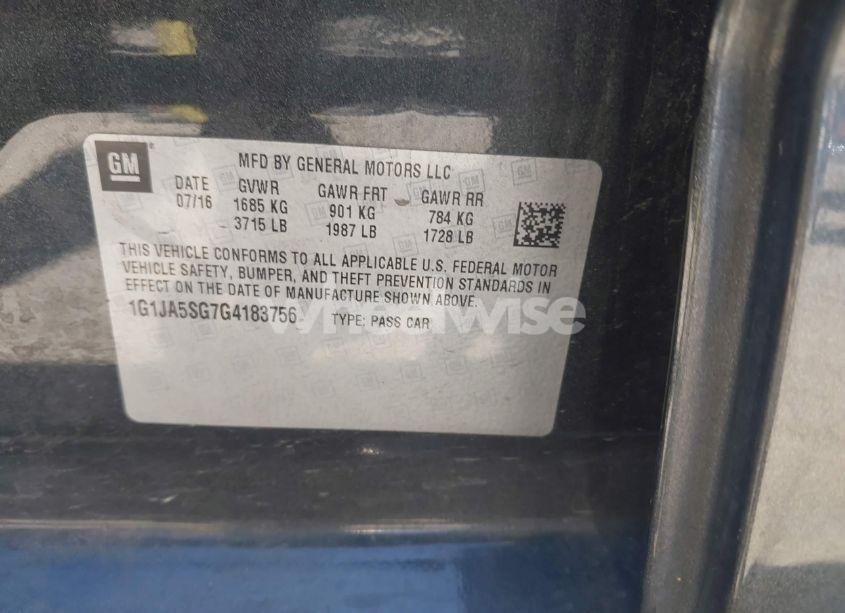 GM
MFD BY GENERAL MOTORS LLC
DATE GVWR GAWR FRT GAWR RR
07/16 1685 KG 901 KG 784 KG
3715 LB 1987 LB 1728 LB
THIS VEHICLE CONFORMS TO ALL APPLICABLE U.S. FEDERAL MOTOR
VEHICLE SAFETY, BUMPER, AND THEFT PREVENTION STANDARDS IN
EFFECT ON THE DATE OF MANUFACTURE SHOWN ABOVE.
1G1JA5SG7G4183756 TYPE: PASS CAR
wheelwise